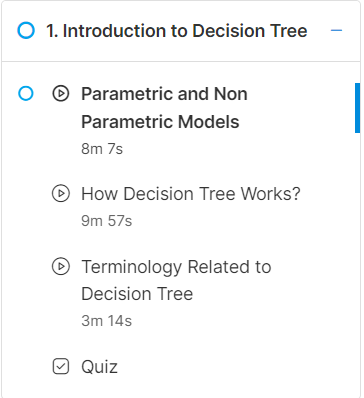 1. Introduction to Decision Tree
Parametric and Non
Parametric Models
8m 7s
How Decision Tree Works?
9m 57s
Terminology Related to
Decision Tree
3m 14s
Quiz